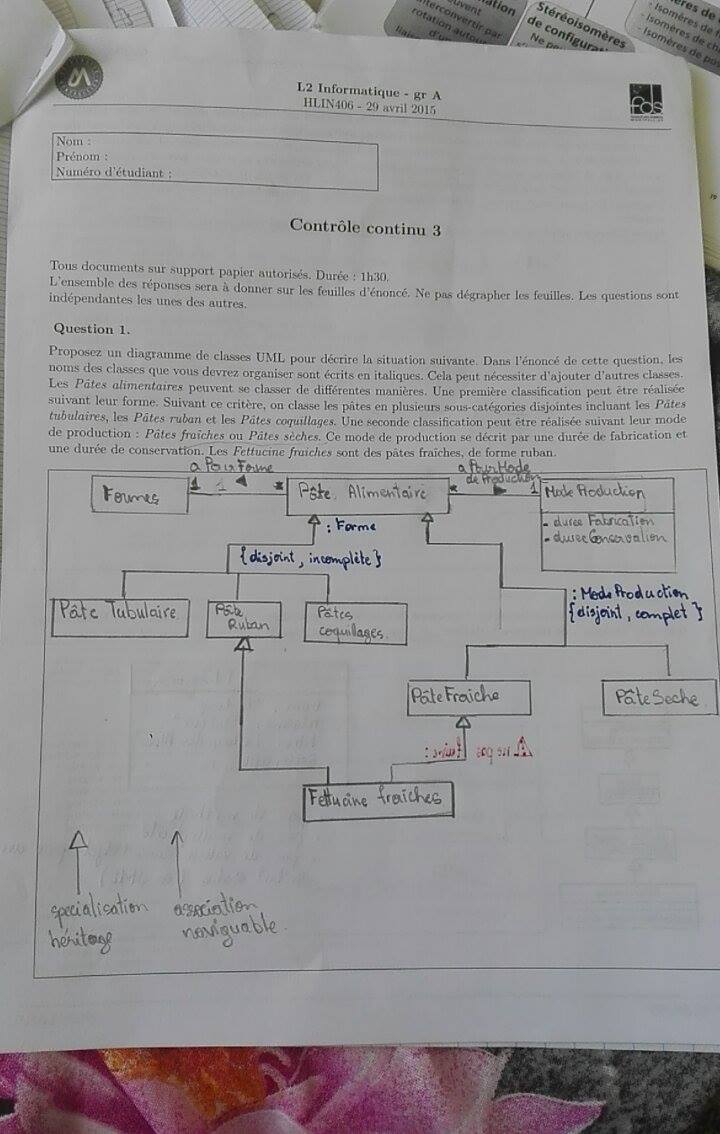 Stéréoisomères
de configurat
Isomères de f
Isomères de
Isomères de po
rotation autour
L2 Informatique - gr A
HLIN406 - 29 avril 2015
fds
Nom :
Prénom :
Numéro d'étudiant :
Contrôle continu 3
Tous documents sur support papier autorisés. Durée : 1h30.
L'ensemble des réponses sera à donner sur les feuilles d'énoncé. Ne pas dégrapher les feuilles. Les questions sont
indépendantes les unes des autres.
Question 1.
Proposez un diagramme de classes UML pour décrire la situation suivante. Dans l'énoncé de cette question, les
noms des classes que vous devrez organiser sont écrits en italiques. Cela peut nécessiter d'ajouter d'autres classes.
Les Pâtes alimentaires peuvent se classer de différentes manières. Une première classification peut être réalisée
suivant leur forme. Suivant ce critère, on classe les pâtes en plusieurs sous-catégories disjointes incluant les Pâtes
tubulaires, les Pâtes ruban et les Pâtes coquillages. Une seconde classification peut être réalisée suivant leur mode
de production : Pâtes fraîches ou Pâtes sèches. Ce mode de production se décrit par une durée de fabrication et
une durée de conservation. Les Fettucine fraiches sont des pâtes fraîches, de forme ruban.
a Pour Forme
a Pour Mode
de Production
Formes
1 1 *
Pâte Alimentaire
* 1
Mode Production
- duree Fabrication
- duree Conservation
: Forme
{disjoint, incomplète}
: Mode Production
{disjoint, complet}
Pâte Tubulaire
Pâte
Ruban
Pâtes
coquillages
Pâte Fraiche
Pâte Seche
Fettucine fraîches
specialisation
héritage
association
naviguable